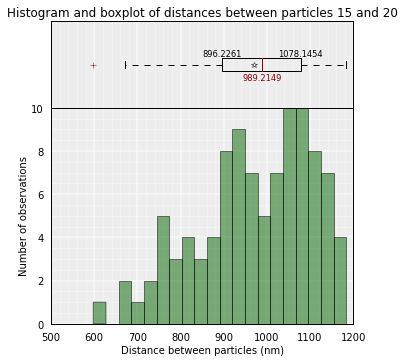 Histogram and boxplot of distances between particles 15 and 20
896.2261 1078.1454
989.2149
10
8
6
4
2
0
Number of observations
500 600 700 800 900 1000 1100 1200
Distance between particles (nm)